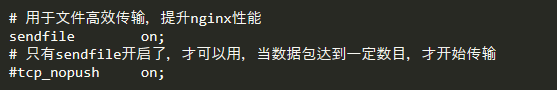 # 用于文件高效传输, 提升nginx性能
sendfile        on;
# 只有sendfile开启了, 才可以用, 当数据包达到一定数目, 才开始传输
#tcp_nopush     on;